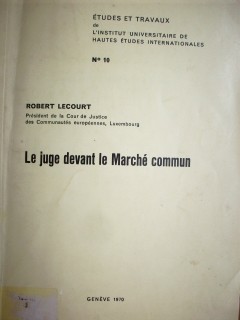 ÉTUDES ET TRAVAUX
de
L'INSTITUT UNIVERSITAIRE DE
HAUTES ÉTUDES INTERNATIONALES
N° 10
ROBERT LECOURT
Président de la Cour de Justice
des Communautés européennes, Luxembourg
Le juge devant le Marché commun
GENÈVE 1970